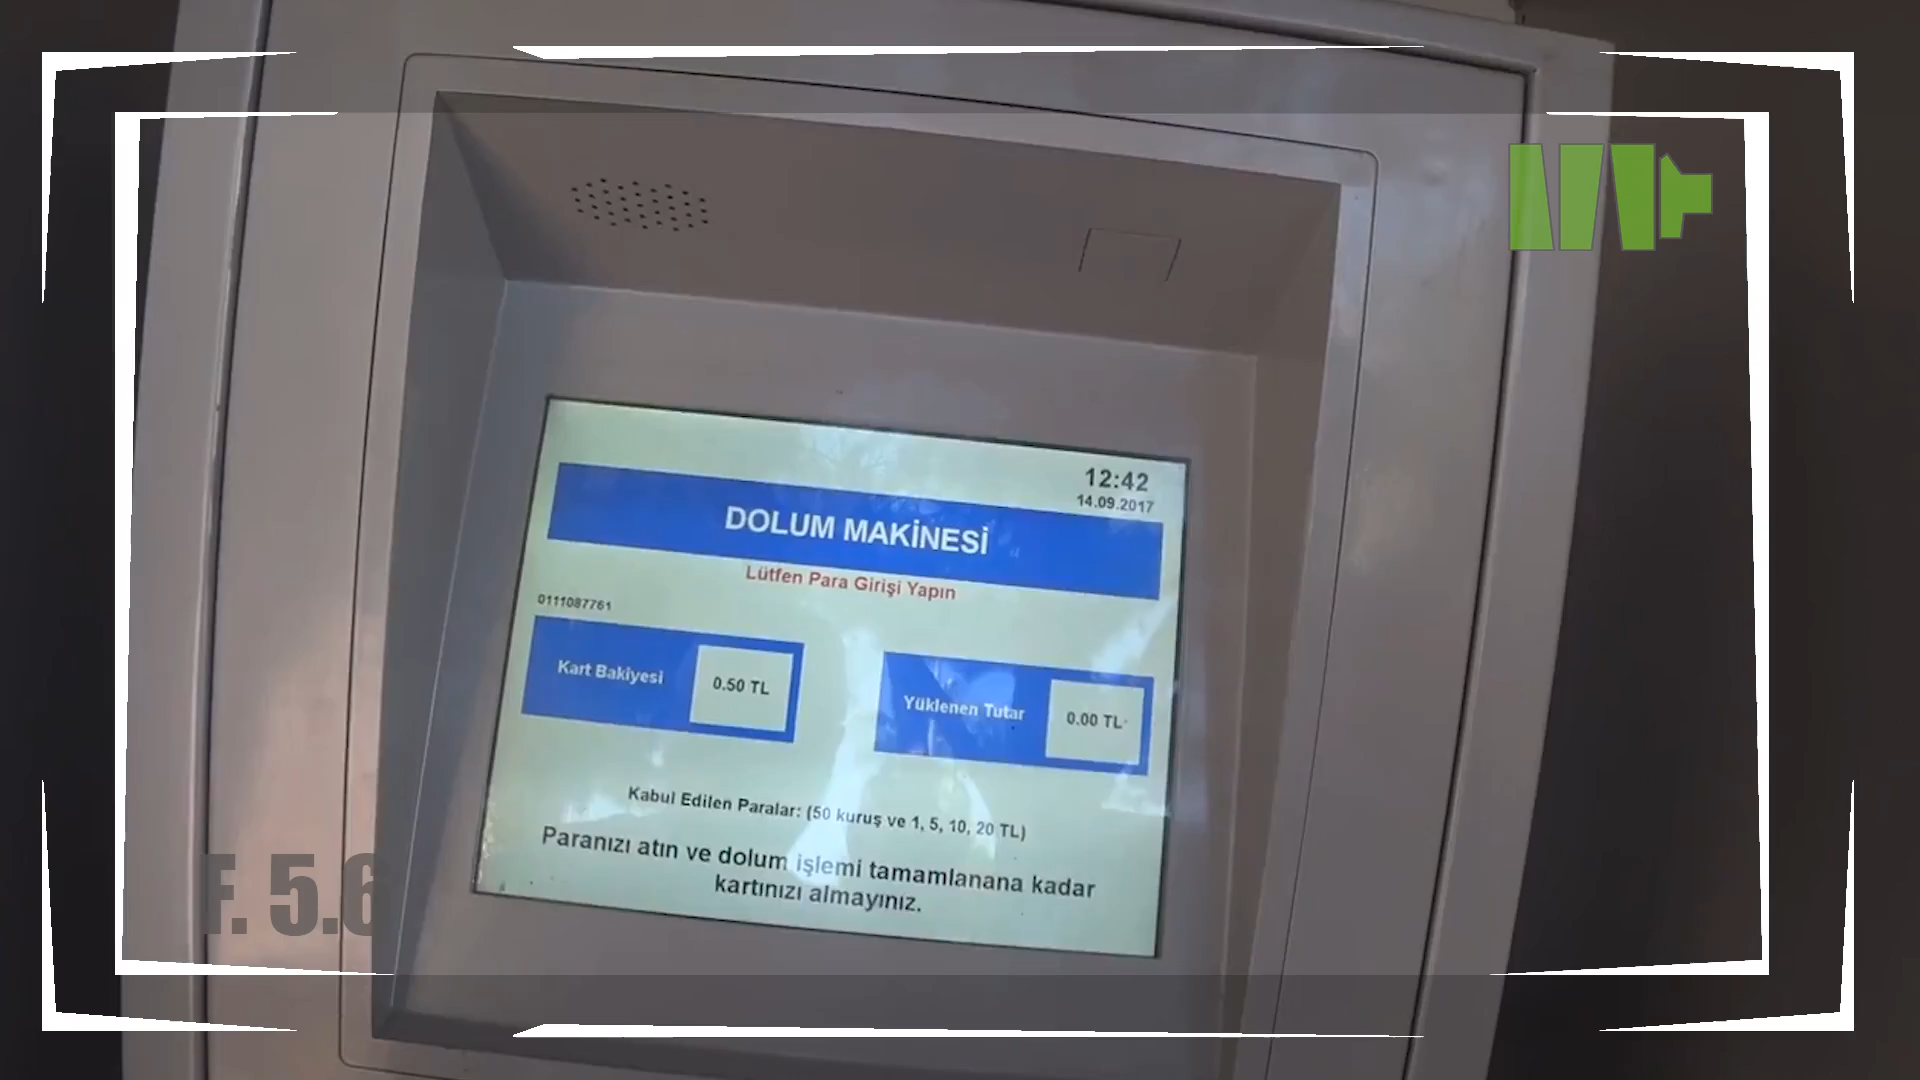 12:42
14.09.2017
DOLUM MAKİNESİ
Lütfen Para Girişi Yapın
0111087761
Kart Bakiyesi
0.50 TL
Yüklenen Tutar
0.00 TL
Kabul Edilen Paralar: (50 kuruş ve 1, 5, 10, 20 TL)
Paranızı atın ve dolum işlemi tamamlanana kadar
kartınızı almayınız.
F. 5.6